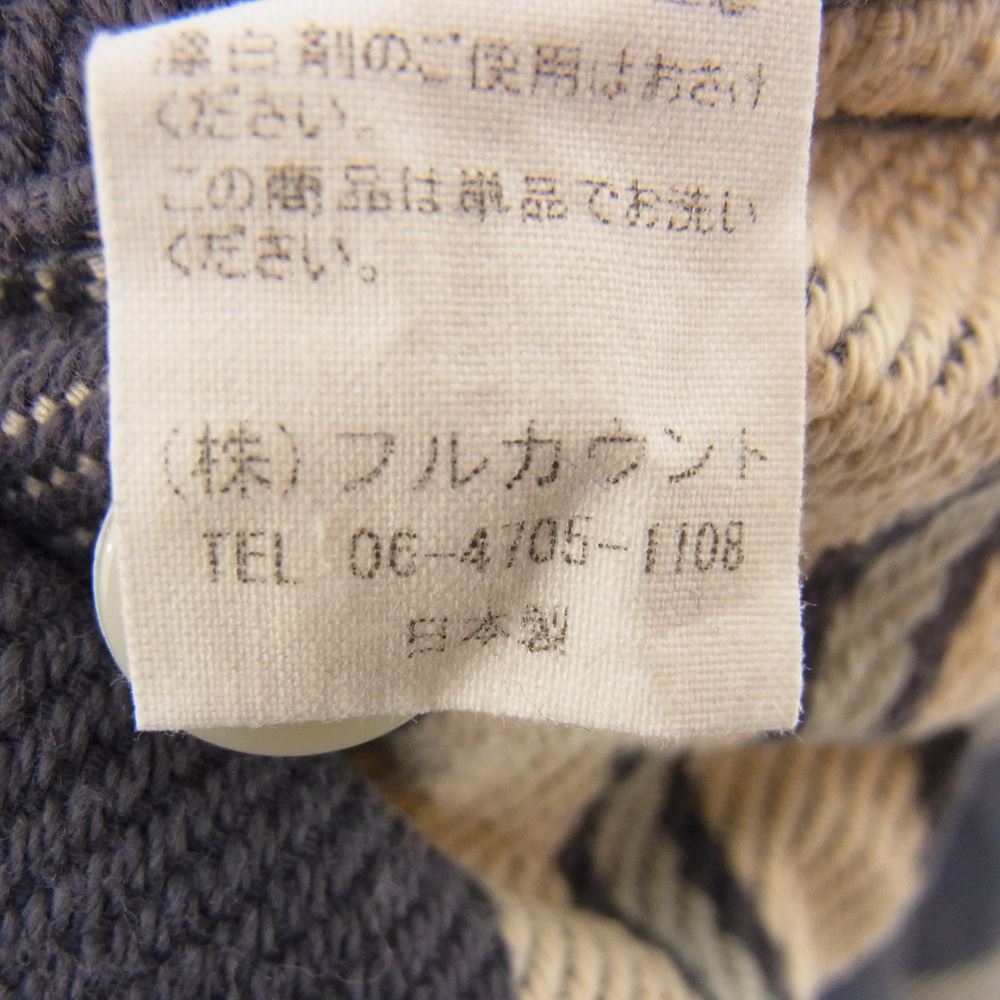 漂白剤のご使用はおさけ
ください。
この商品は単品でお洗い
ください。
(株)フルカウント
TEL 06-4705-1108
日本製